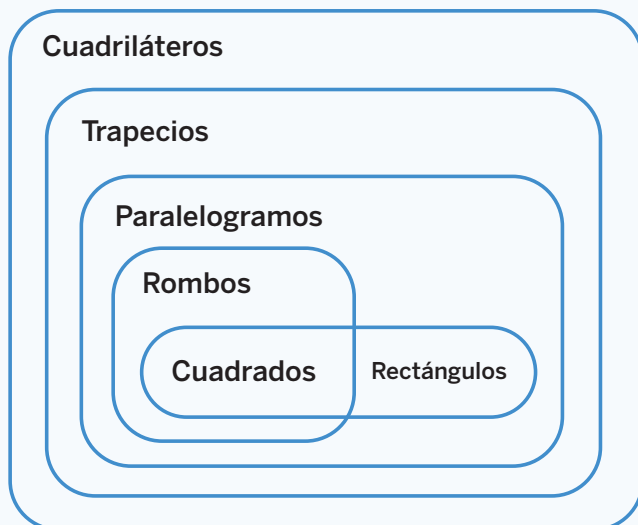 Cuadriláteros
Trapecios
Paralelogramos
Rombos
Cuadrados Rectángulos